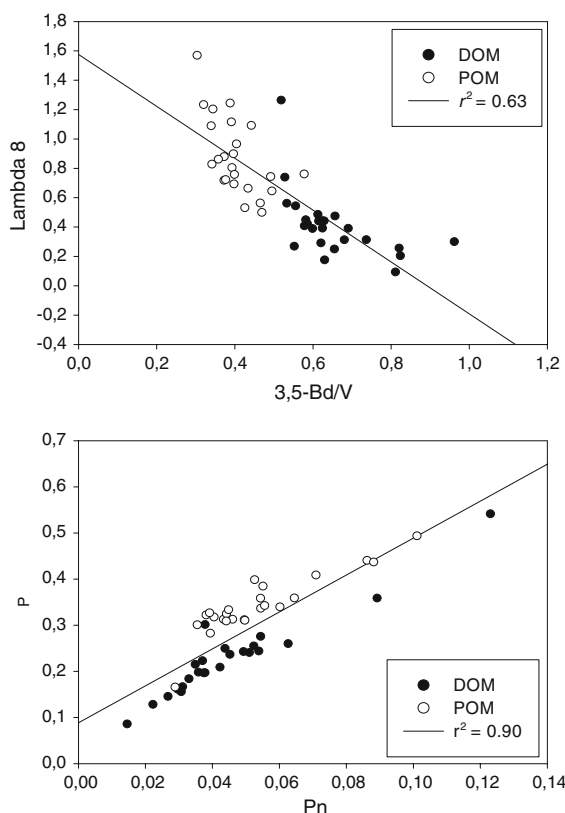 1,8
1,6
1,4
1,2
1,0
0,8
0,6
0,4
0,2
0,0
-0,2
-0,4
Lambda 8
DOM
POM
r² = 0.63
0,0 0,2 0,4 0,6 0,8 1,0 1,2
3,5-Bd/V
0,7
0,6
0,5
0,4
0,3
0,2
0,1
0,0
P
DOM
POM
r² = 0.90
0,00 0,02 0,04 0,06 0,08 0,10 0,12 0,14
Pn